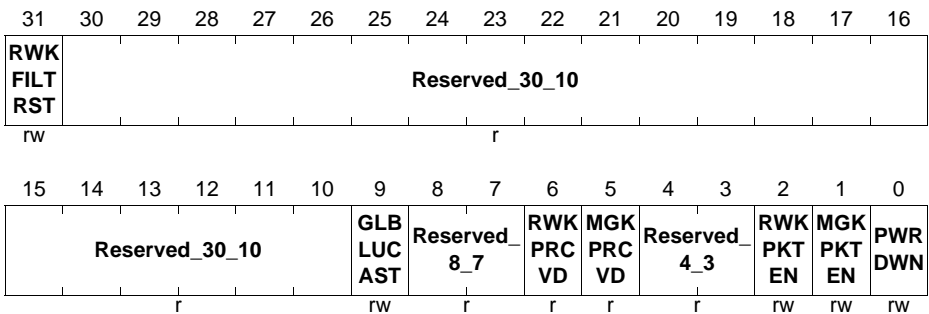 31 30 29 28 27 26 25 24 23 22 21 20 19 18 17 16
RWK
FILT
RST
Reserved_30_10
rw r
15 14 13 12 11 10 9 8 7 6 5 4 3 2 1 0
Reserved_30_10
GLB
LUC
AST
Reserved_
8_7
RWK
PRC
VD
MGK
PRC
VD
Reserved_
4_3
RWK
PKT
EN
MGK
PKT
EN
PWR
DWN
r rw r r r r rw rw rw